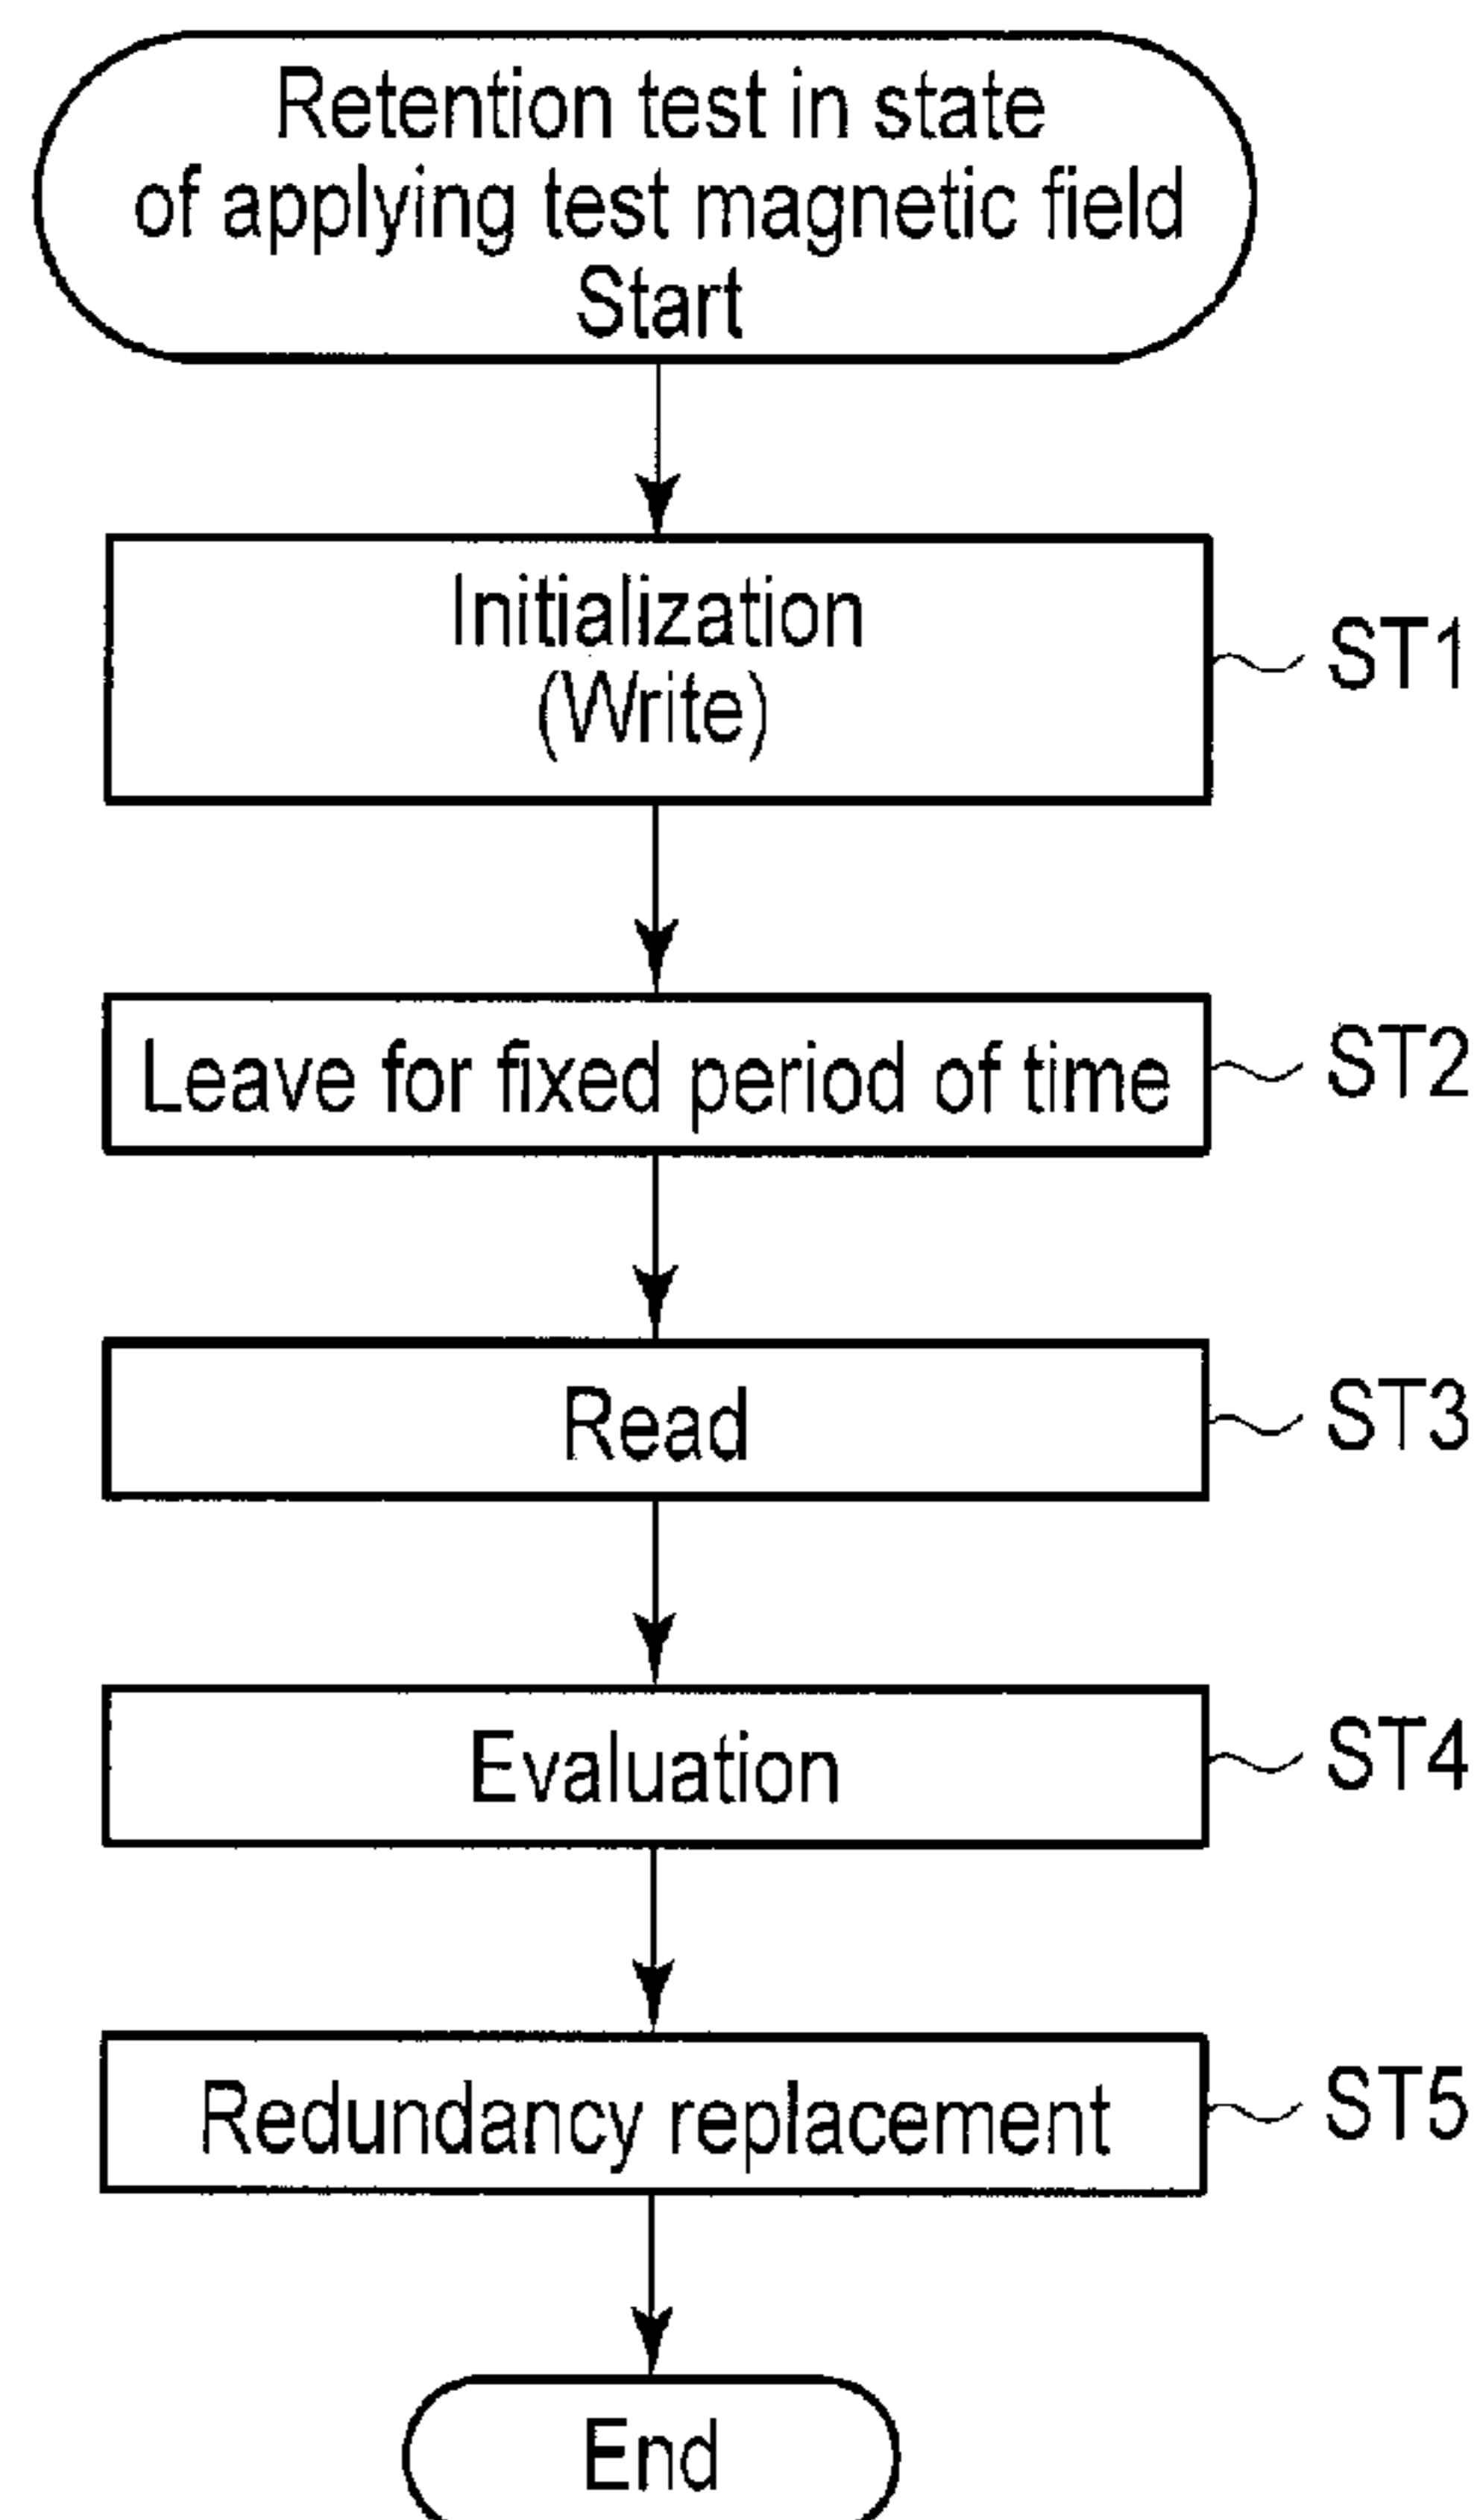 Retention test in state
of applying test magnetic field
Start
Initialization
(Write)
ST1
Leave for fixed period of time
ST2
Read
ST3
Evaluation
ST4
Redundancy replacement
ST5
End